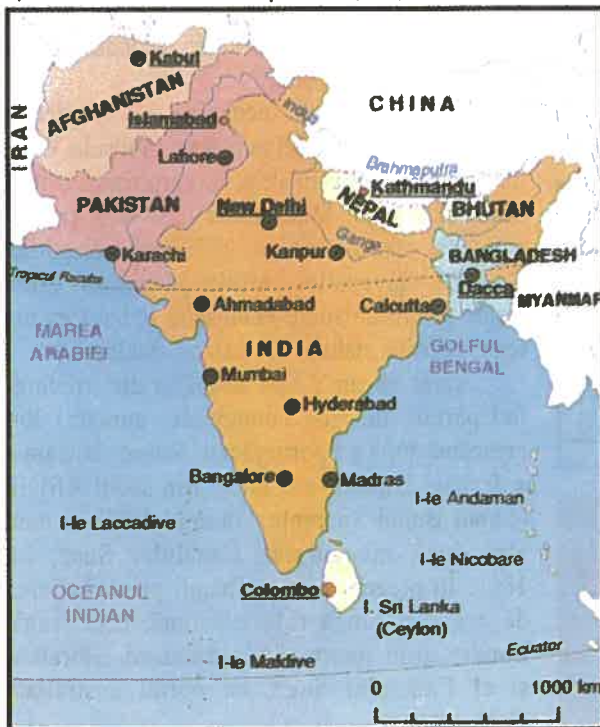 Kabul
AFGHANISTAN
IRAN
CHINA
Islamabad
Indus
Lahore
Brahmaputra
Kathmandu
NEPAL
BHUTAN
PAKISTAN
New Delhi
Kanpur
Gange
BANGLADESH
Karachi
Dacca
Tropicul
MYANMAR
Ahmadabad
Calcutta
MAREA
ARABIEI
INDIA
GOLFUL
BENGAL
Mumbai
Hyderabad
Bangalore
Madras
I-le Andaman
I-le Laccadive
I-le Nicobare
OCEANUL
INDIAN
Colombo
I. Sri Lanka
(Ceylon)
I-le Maldive
Ecuator
0 1000 km